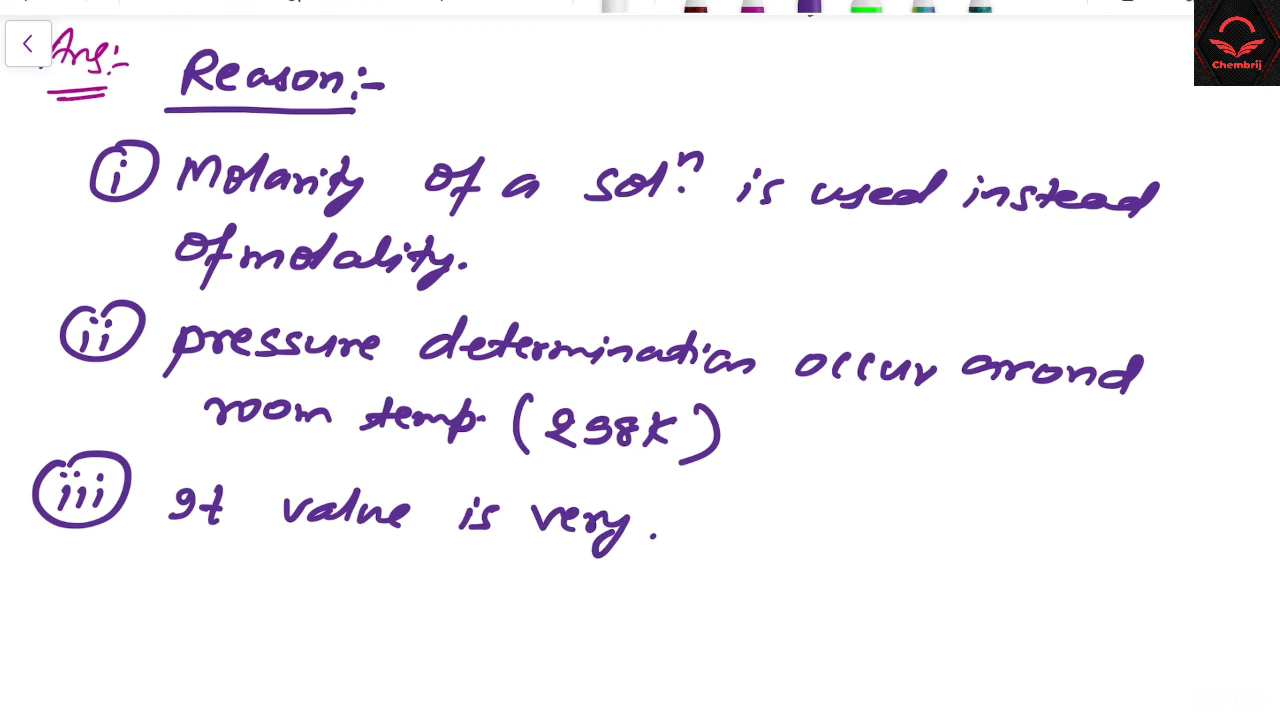 Ans:-
Chembrij
Reason:-
(i) Molarity of a solⁿ. is used instead
of molality.
(ii) pressure determination occur arrond
room temp. (298K)
(iii) It value is very.